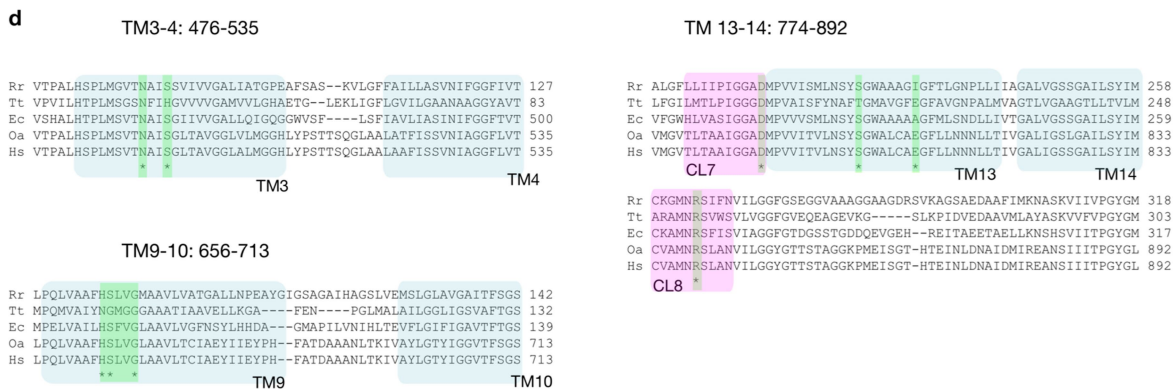 d
TM3-4: 476-535
Rr VTPALHSPLMGVTNAISSVIVVGALIATGPEAFSAS--KVLGFFAILLASVNIFGGFIVT 127
Tt VPVILHTPLMSGSNFIHGVVVVGAMVVLGHAETG--LEKLIGFLGVILGAANAAGGYAVT 83
Ec VSHALHTPLMSVTNAISGIIVVGALLQIGQGGWVSF----LSFIAVLIASINIFGGFTVT 500
Oa VTPALHSPLMSVTNAISGLTAVGGLVLMGGHLYPSTTSQGLAALATFISSVNIAGGFLVT 535
Hs VTPALHSPLMSVTNAISGLTAVGGLALMGGHLYPSTTSQGLAALAAFISSVNIAGGFLVT 535
* *
TM3
TM4
TM9-10: 656-713
Rr LPQLVAAFHSLVGMAAVLVATGALLNPEAYGIGSAGAIHAGSLVEMSLGLAVGAITFSGS 142
Tt MPQMVAIYNGMGGGAAATIAAVELLKGA----FEN----PGLMALAILGGLIGSVAFTGS 132
Ec MPELVAILHSFVGLAAVLVGFNSYLHHDA---GMAPILVNIHLTEVFLGIFIGAVTFTGS 139
Oa LPQLVAAFHSLVGLAAVLTCIAEYIIEYPH--FATDAAANLTKIVAYLGTYIGGVTFSGS 713
Hs LPQLVAAFHSLVGLAAVLTCIAEYIIEYPH--FATDAAANLTKIVAYLGTYIGGVTFSGS 713
** *
TM9
TM10
TM 13-14: 774-892
Rr ALGFLLIIPIGGADMPVVISMLNSYSGWAAAGIGFTLGNPLLIIAGALVGSSGAILSYIM 258
Tt LFGILMTLPIGGGDMPVAISFYNAFTGMAVGFEGFAVGNPALMVAGTLVGAAGTLLTVLM 248
Ec VFGWHLVASIGGADMPVVVSMLNSYSGWAAAAAGFMLSNDLLIVTGALVGSSGAILSYIM 259
Oa VMGVTLTAAIGGADMPVVITVLNSYSGWALCAEGFLLNNNLLTIVGALIGSSGAILSYIM 833
Hs VMGVTLTAAIGGADMPVVITVLNSYSGWALCAEGFLLNNNLLTIVGALIGSSGAILSYIM 833
* * *
CL7
TM13
TM14
Rr CKGMNRSIFNVILGGFGSEGGVAAAGGAAGDRSVKAGSAEDAAFIMKNASKVIIVPGYGM 318
Tt ARAMNRSVWSVLVGGFGVEQEAGEVKG-----SLKPIDVEDAAVMLAYASKVVFVPGYGM 303
Ec CKAMNRSFISVIAGGFGTDGSSTGDDQEVGEH--REITAEETAELLKNSHSVIITPGYGM 317
Oa CVAMNRSLANVILGGYGTTSTAGGKPMEISGT-HTEINLDNAIDMIREANSIIITPGYGL 892
Hs CVAMNRSLANVILGGYGTTSTAGGKPMEISGT-HTEINLDNAIDMIREANSIIITPGYGL 892
CL8
*